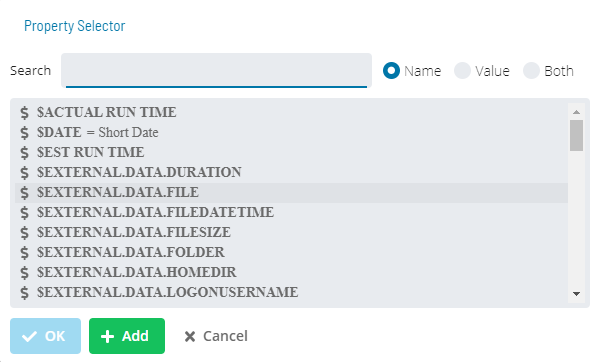 Property Selector
Search Name Value Both
$ $ACTUAL RUN TIME
$ $DATE = Short Date
$ $EST RUN TIME
$ $EXTERNAL.DATA.DURATION
$ $EXTERNAL.DATA.FILE
$ $EXTERNAL.DATA.FILEDATETIME
$ $EXTERNAL.DATA.FILESIZE
$ $EXTERNAL.DATA.FOLDER
$ $EXTERNAL.DATA.HOMEDIR
$ $EXTERNAL.DATA.LOGONUSERNAME
OK Add Cancel